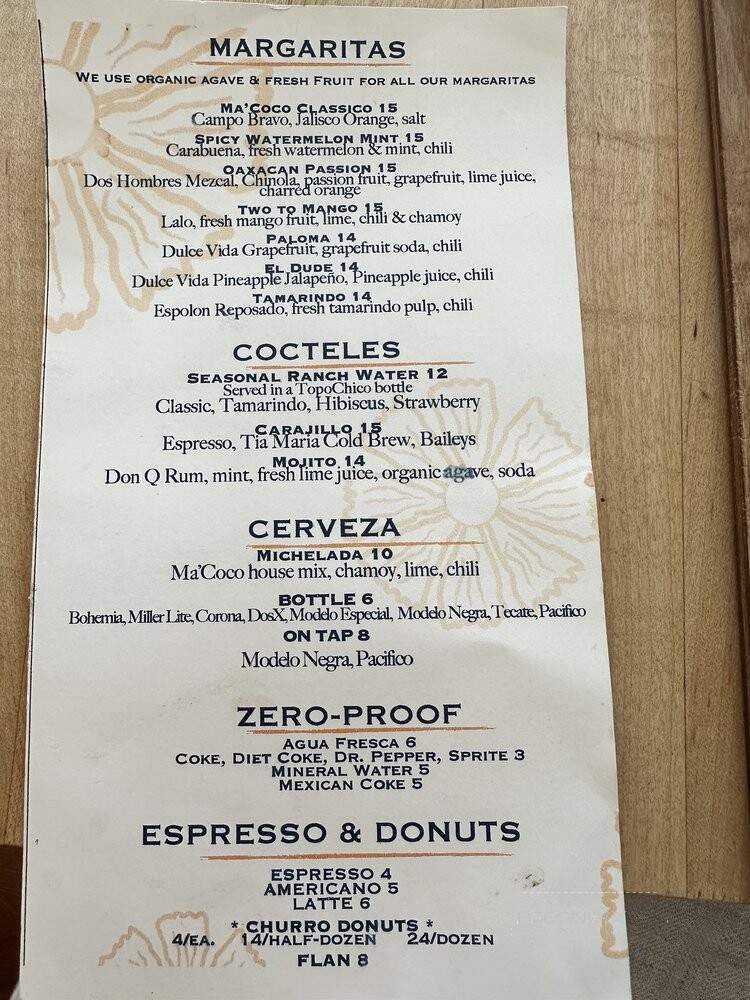 MARGARITAS
WE USE ORGANIC AGAVE & FRESH FRUIT FOR ALL OUR MARGARITAS
MA'COCO CLASSICO 15
Campo Bravo, Jalisco Orange, salt
SPICY WATERMELON MINT 15
Carabuena, fresh watermelon & mint, chili
OAXACAN PASSION 15
Dos Hombres Mezcal, Chinola, passion fruit, grapefruit, lime juice,
charred orange
TWO TO MANGO 15
Lalo, fresh mango fruit, lime, chili & chamoy
PALOMA 14
Dulce Vida Grapefruit, grapefruit soda, chili
EL DUDE 14
Dulce Vida Pineapple Jalapeño, Pineapple juice, chili
TAMARINDO 14
Espolon Reposado, fresh tamarindo pulp, chili
COCTELES
SEASONAL RANCH WATER 12
Served in a TopoChico bottle
Classic, Tamarindo, Hibiscus, Strawberry
CARAJILLO 15
Espresso, Tia Maria Cold Brew, Baileys
MOJITO 14
Don Q Rum, mint, fresh lime juice, organic agave, soda
CERVEZA
MICHELADA 10
Ma'Coco house mix, chamoy, lime, chili
BOTTLE 6
Bohemia, Miller Lite, Corona, DosX, Modelo Especial, Modelo Negra, Tecate, Pacifico
ON TAP 8
Modelo Negra, Pacifico
ZERO-PROOF
AGUA FRESCA 6
COKE, DIET COKE, DR. PEPPER, SPRITE 3
MINERAL WATER 5
MEXICAN COKE 5
ESPRESSO & DONUTS
ESPRESSO 4
AMERICANO 5
LATTE 6
* CHURRO DONUTS *
4/EA. 14/HALF-DOZEN 24/DOZEN
FLAN 8